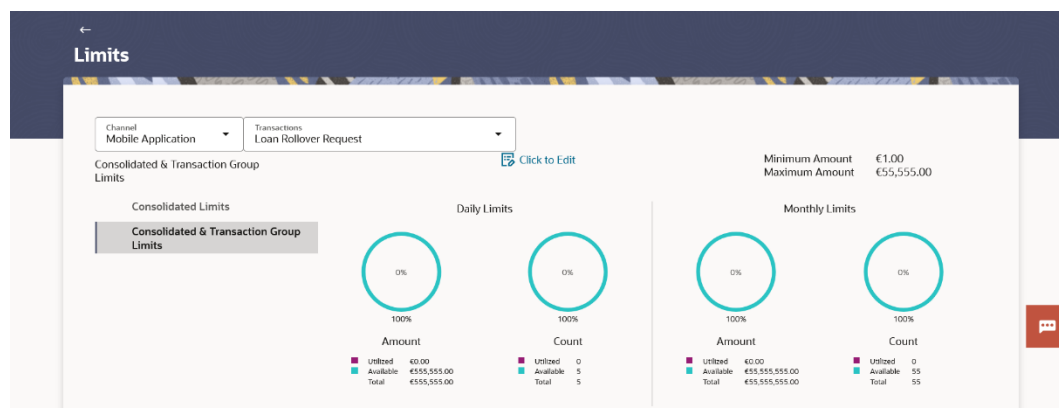 ←
Limits
Channel
Mobile Application
Transactions
Loan Rollover Request
Consolidated & Transaction Group
Limits
Click to Edit
Minimum Amount €1.00
Maximum Amount €55,555.00
Consolidated Limits
Consolidated & Transaction Group
Limits
Daily Limits
0%
100%
Amount
Utilized €0.00
Available €555,555.00
Total €555,555.00
0%
100%
Count
Utilized 0
Available 5
Total 5
Monthly Limits
0%
100%
Amount
Utilized €0.00
Available €55,555,555.00
Total €55,555,555.00
0%
100%
Count
Utilized 0
Available 55
Total 55